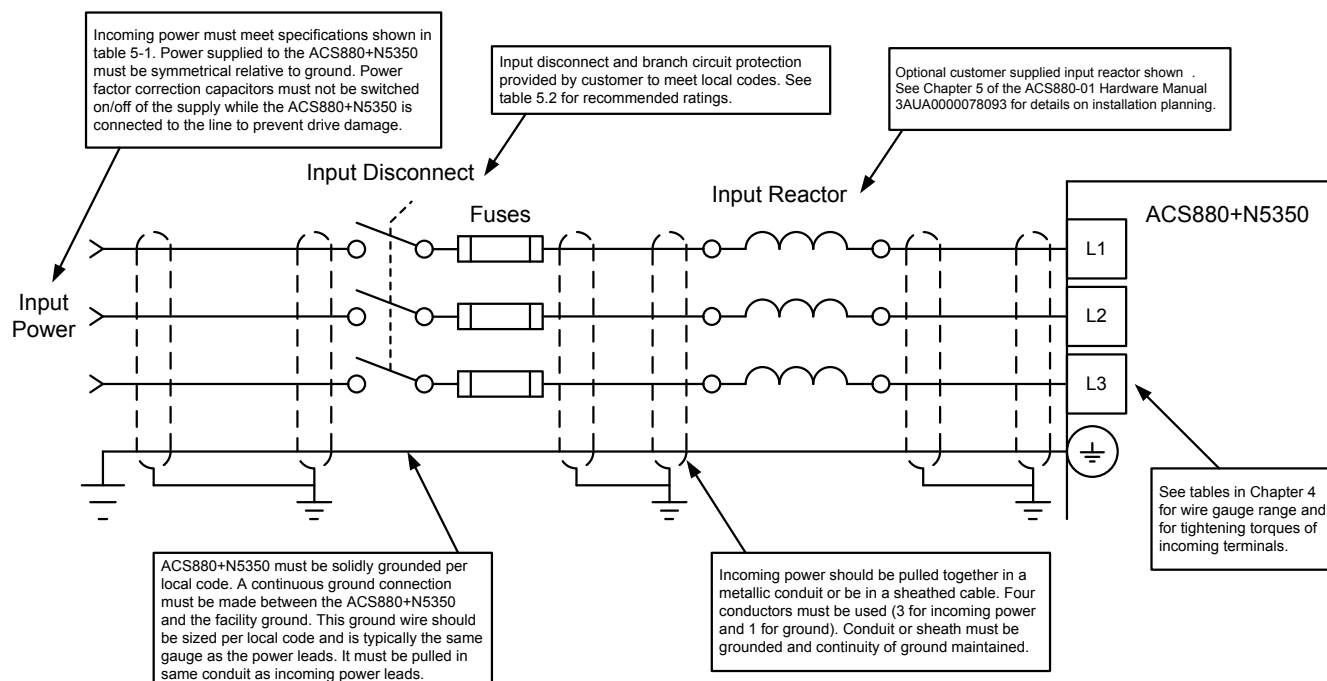 Incoming power must meet specifications shown in
table 5-1. Power supplied to the ACS880+N5350
must be symmetrical relative to ground. Power
factor correction capacitors must not be switched
on/off of the supply while the ACS880+N5350 is
connected to the line to prevent drive damage.
Input disconnect and branch circuit protection
provided by customer to meet local codes. See
table 5.2 for recommended ratings.
Optional customer supplied input reactor shown .
See Chapter 5 of the ACS880-01 Hardware Manual
3AUA0000078093 for details on installation planning.
Input Disconnect
Fuses
Input Reactor
ACS880+N5350
Input
Power
L1
L2
L3
ACS880+N5350 must be solidly grounded per
local code. A continuous ground connection
must be made between the ACS880+N5350
and the facility ground. This ground wire should
be sized per local code and is typically the same
gauge as the power leads. It must be pulled in
same conduit as incoming power leads.
Incoming power should be pulled together in a
metallic conduit or be in a sheathed cable. Four
conductors must be used (3 for incoming power
and 1 for ground). Conduit or sheath must be
grounded and continuity of ground maintained.
See tables in Chapter 4
for wire gauge range and
for tightening torques of
incoming terminals.